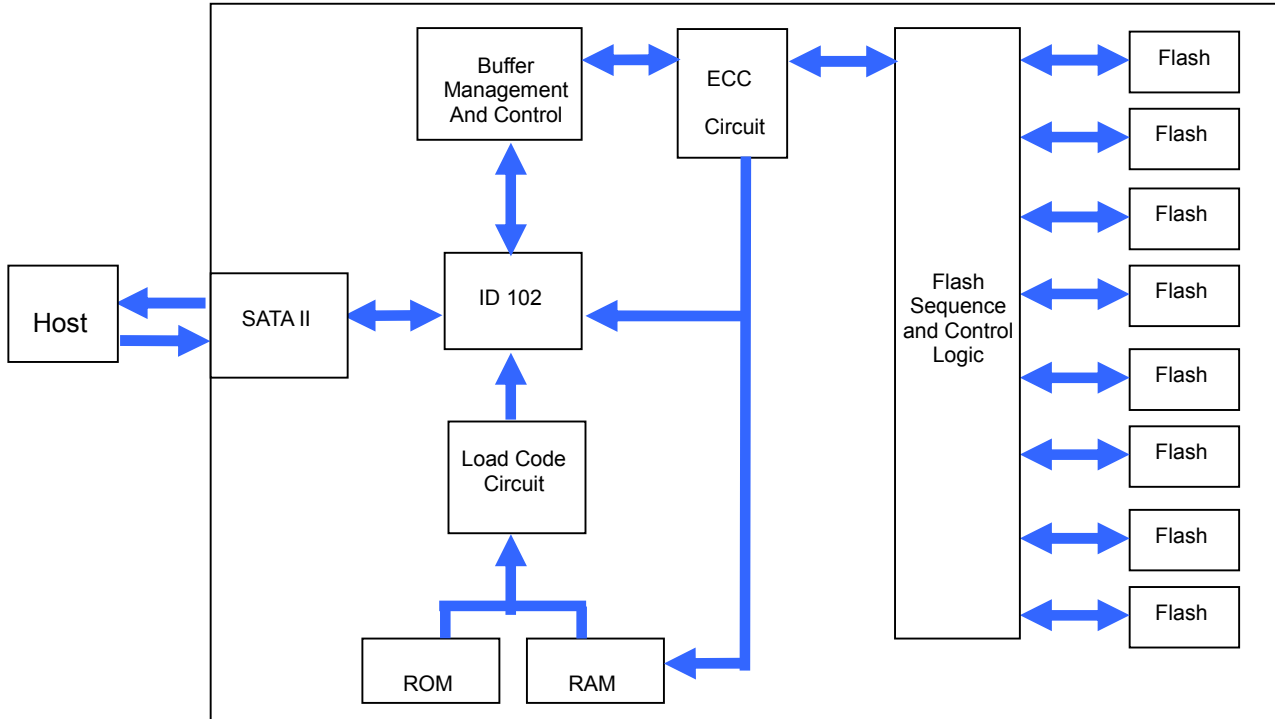 Buffer
Management
And Control
ECC
Circuit
Flash
Flash
Flash
Flash
Flash
Flash
Flash
Flash
Host
SATA II
ID 102
Flash
Sequence
and Control
Logic
Load Code
Circuit
ROM
RAM